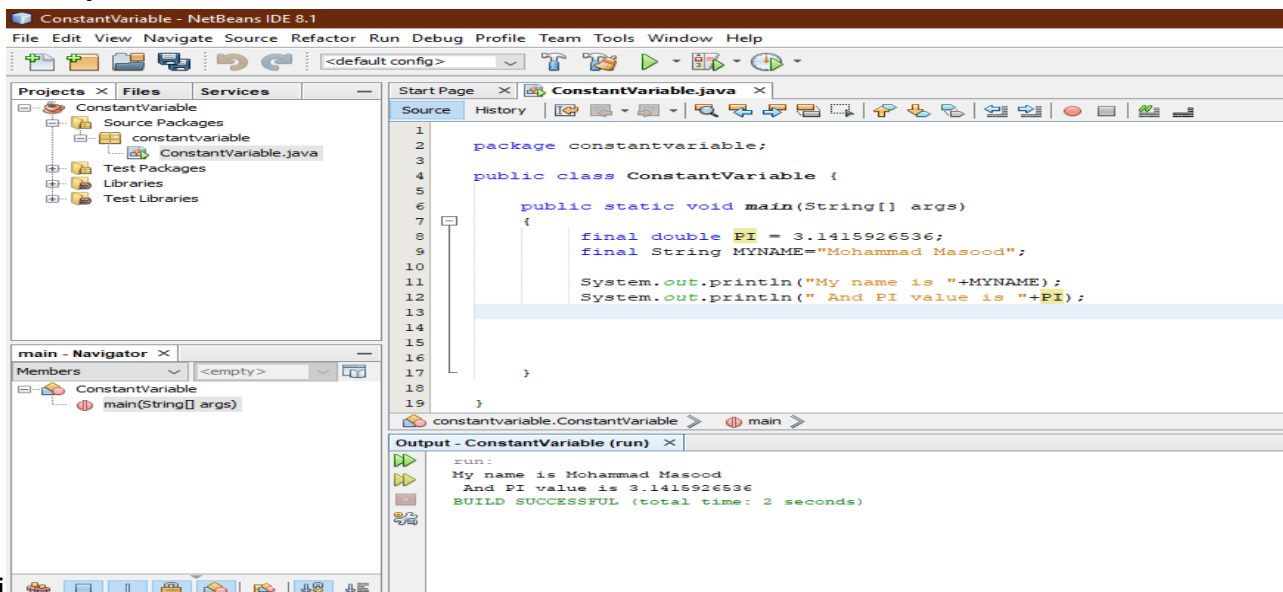 ConstantVariable - NetBeans IDE 8.1
File Edit View Navigate Source Refactor Run Debug Profile Team Tools Window Help
<default config>
Projects Files Services
ConstantVariable
Source Packages
constantvariable
ConstantVariable.java
Test Packages
Libraries
Test Libraries
main - Navigator
Members <empty>
ConstantVariable
main(String[] args)
Start Page ConstantVariable.java
Source History
1
2 package constantvariable;
3
4 public class ConstantVariable {
5
6 public static void main(String[] args)
7 {
8 final double PI = 3.1415926536;
9 final String MYNAME="Mohammad Masood";
10
11 System.out.println("My name is "+MYNAME);
12 System.out.println(" And PI value is "+PI);
13
14
15
16
17 }
18
19 }
constantvariable.ConstantVariable main
Output - ConstantVariable (run)
run:
My name is Mohammad Masood
 And PI value is 3.1415926536
BUILD SUCCESSFUL (total time: 2 seconds)